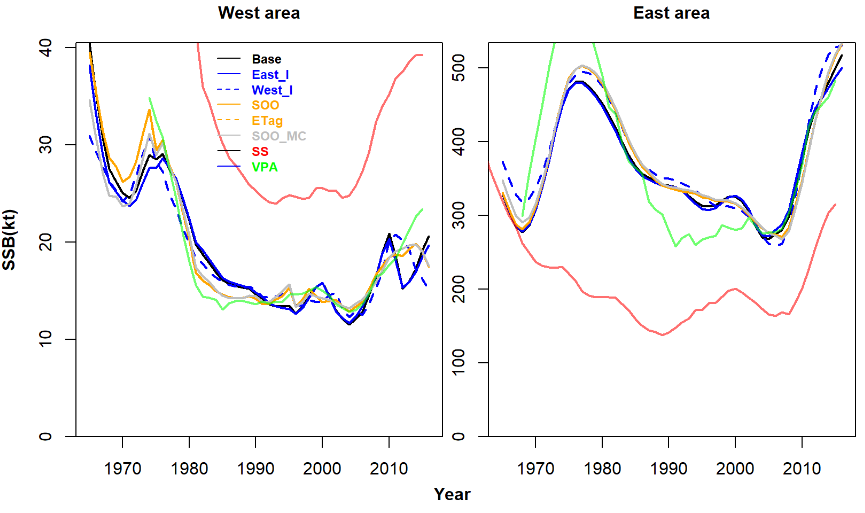 West area
East area
SSB(kt)
40
30
20
10
0
Base
East_I
West_I
SOO
ETag
SOO_MC
SS
VPA
1970 1980 1990 2000 2010
500
400
300
200
100
0
1970 1980 1990 2000 2010
Year